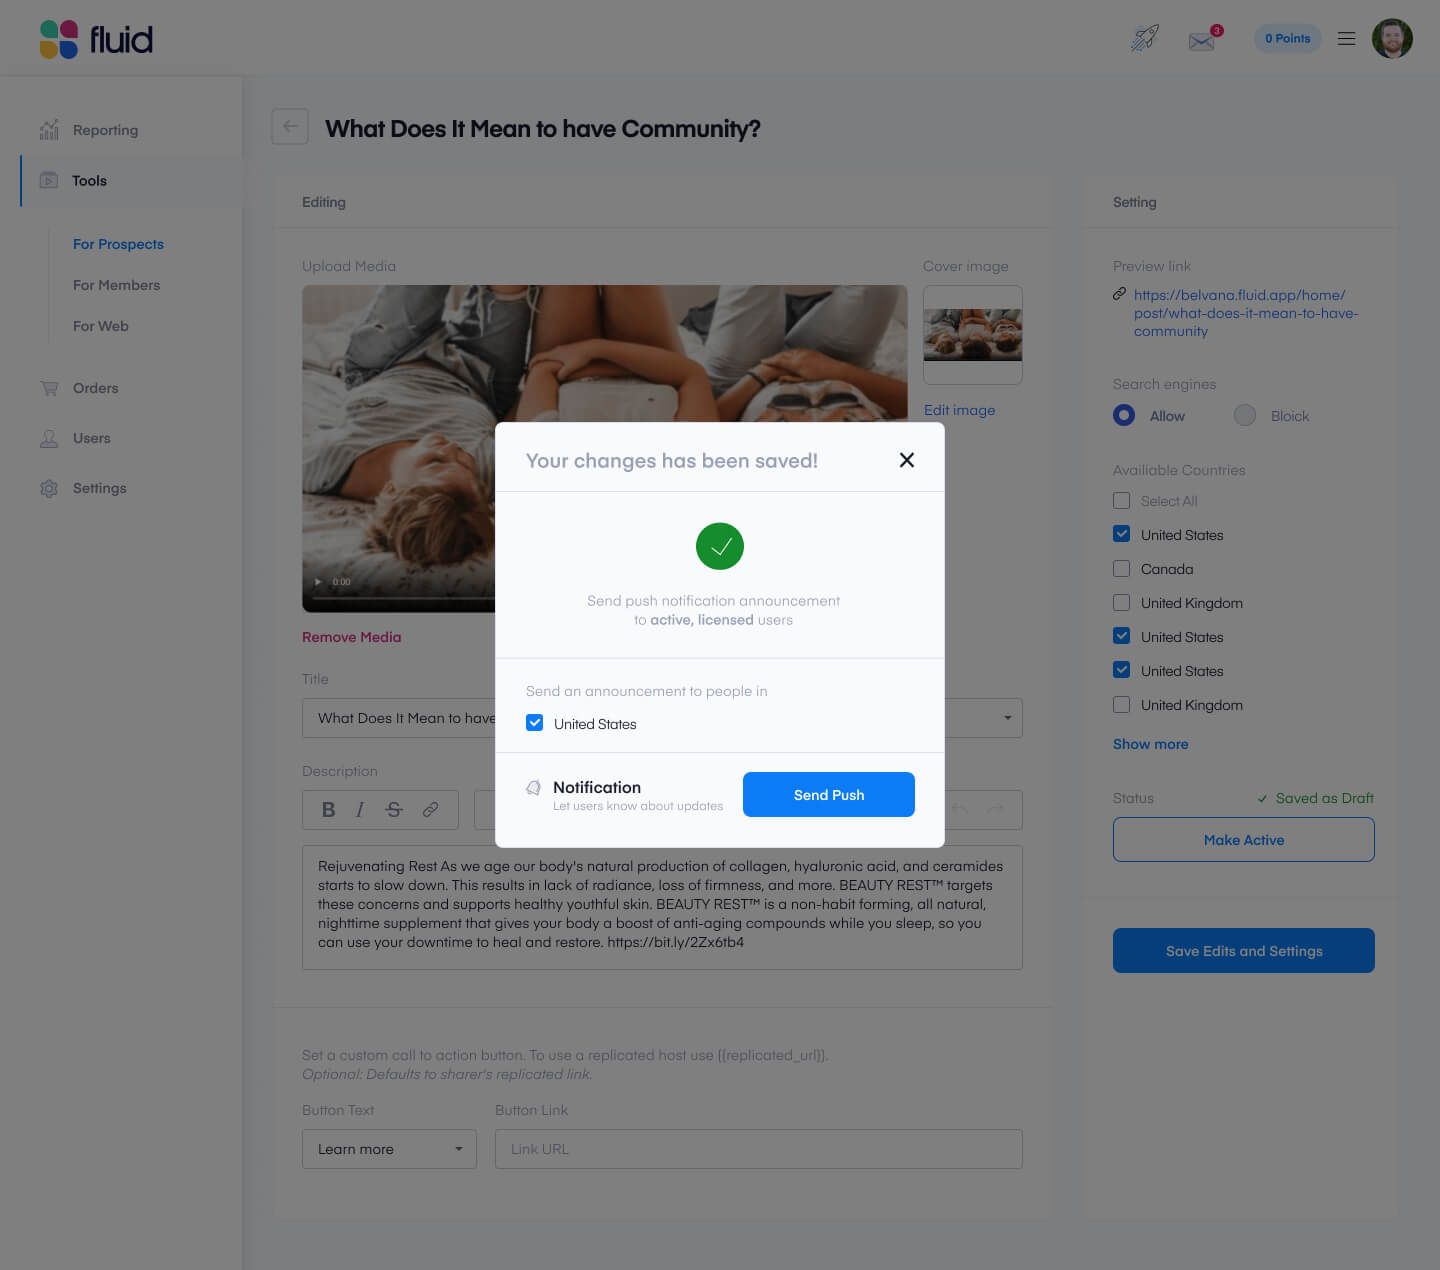 fluid
3
0 Points
Reporting
Tools
For Prospects
For Members
For Web
Orders
Users
Settings
What Does It Mean to have Community?
Editing
Upload Media
0:00
Remove Media
Cover image
Edit image
Title
What Does It Mean to have
Description
B I S
Rejuvenating Rest As we age our body's natural production of collagen, hyaluronic acid, and ceramides
starts to slow down. This results in lack of radiance, loss of firmness, and more. BEAUTY REST™ targets
these concerns and supports healthy youthful skin. BEAUTY REST™ is a non-habit forming, all natural,
nighttime supplement that gives your body a boost of anti-aging compounds while you sleep, so you
can use your downtime to heal and restore. https://bit.ly/2Zx6tb4
Set a custom call to action button. To use a replicated host use {{replicated_url}}.
Optional: Defaults to sharer's replicated link.
Button Text
Button Link
Learn more
Link URL
Your changes has been saved!
Send push notification announcement
to active, licensed users
Send an announcement to people in
United States
Notification
Let users know about updates
Send Push
Setting
Preview link
https://belvana.fluid.app/home/
post/what-does-it-mean-to-have-
community
Search engines
Allow
Bloick
Availiable Countries
Select All
United States
Canada
United Kingdom
United States
United States
United Kingdom
Show more
Status
Saved as Draft
Make Active
Save Edits and Settings